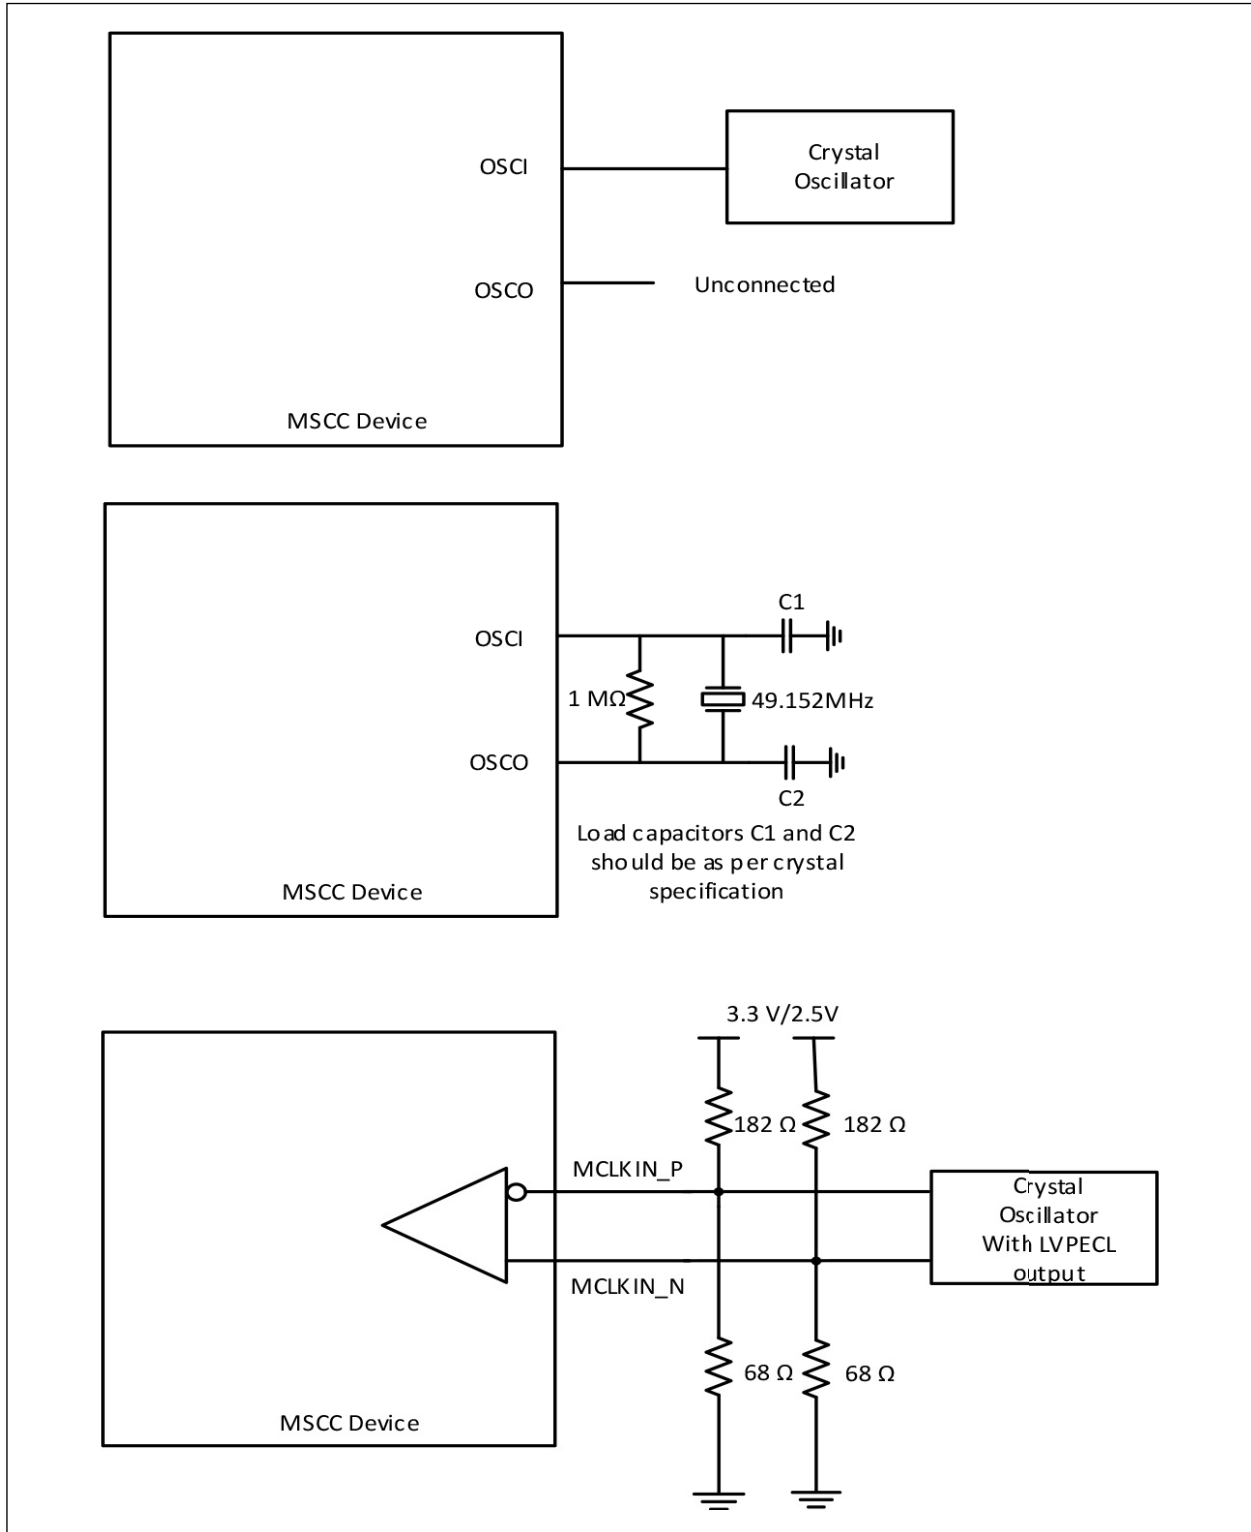 OSCI
Crystal
Oscillator
OSCO
Unconnected
MSCC Device
C1
OSCI
1 MΩ
49.152MHz
OSCO
C2
Load capacitors C1 and C2
should be as per crystal
specification
MSCC Device
3.3 V/2.5V
182 Ω
182 Ω
MCLKIN_P
Crystal
Oscillator
With LVPECL
output
MCLKIN_N
68 Ω
68 Ω
MSCC Device